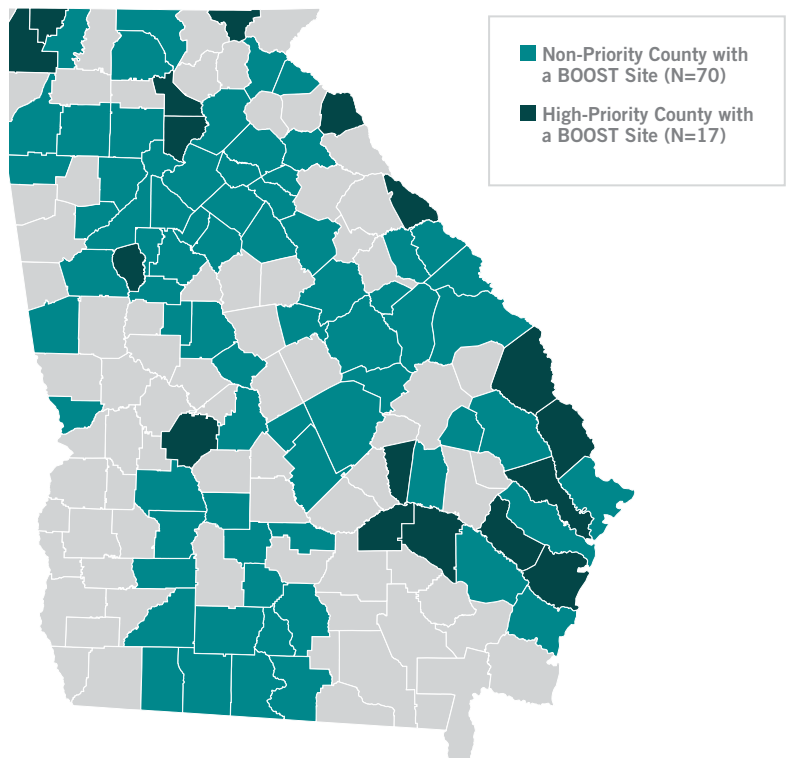 Non-Priority County with
a BOOST Site (N=70)
High-Priority County with
a BOOST Site (N=17)